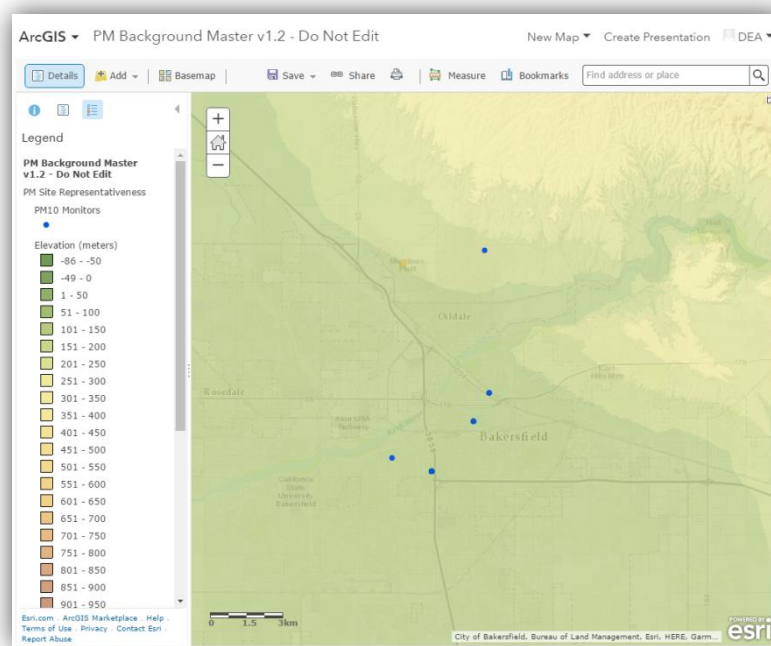 ArcGIS PM Background Master v1.2 - Do Not Edit New Map Create Presentation DEA
Details Add Basemap Save Share Measure Bookmarks Find address or place
Legend
PM Background Master
v1.2 - Do Not Edit
PM Site Representativeness
PM10 Monitors
Elevation (meters)
-86 - -50
-49 - 0
1 - 50
51 - 100
101 - 150
151 - 200
201 - 250
251 - 300
301 - 350
351 - 400
401 - 450
451 - 500
501 - 550
551 - 600
601 - 650
651 - 700
701 - 750
751 - 800
801 - 850
851 - 900
901 - 950
Esri.com . ArcGIS Marketplace . Help .
Terms of Use . Privacy . Contact Esri .
Report Abuse
+
−
Oildale
Rosedale
Bakersfield
California
State
University
Bakersfield
0 1.5 3km
City of Bakersfield, Bureau of Land Management, Esri, HERE, Garm...
POWERED BY
esri